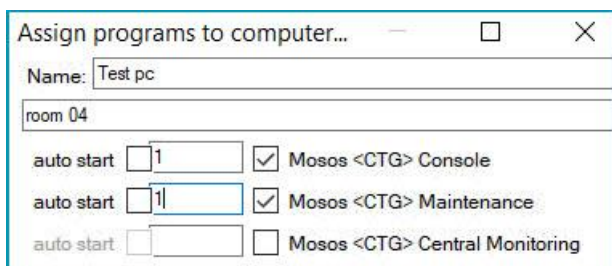 Assign programs to computer...
Name: Test pc
room 04
auto start 1 Mosos <CTG> Console
auto start 1 Mosos <CTG> Maintenance
auto start Mosos <CTG> Central Monitoring